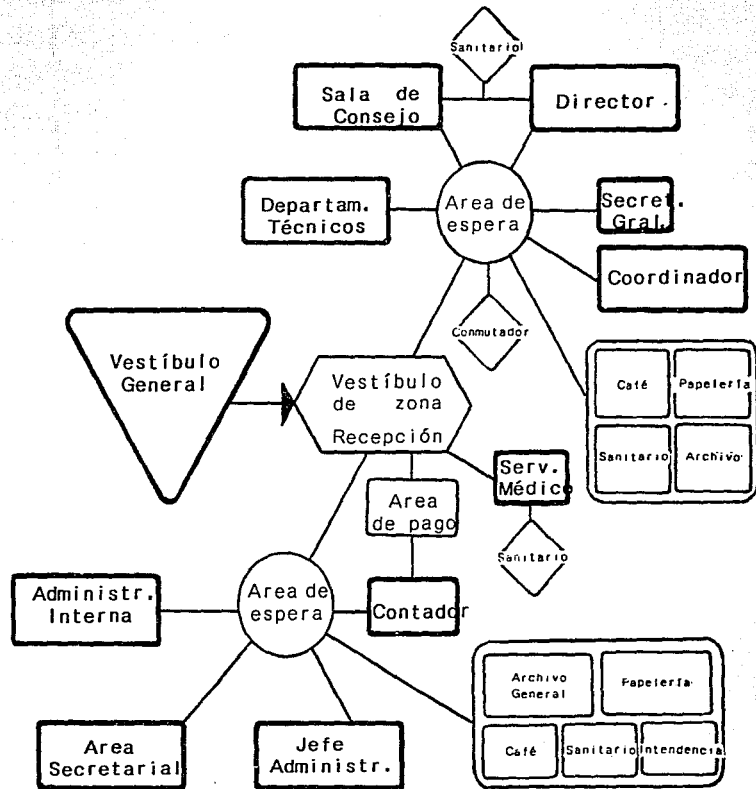 Sanitario
Sala de
Consejo
Director.
Departam.
Técnicos
Area de
espera
Secret.
Gral.
Coordinador
Conmutador
Vestíbulo
General
Vestíbulo
de zona
Recepción
Café
Papelería
Sanitario
Archivo
Serv.
Médico
Area
de pago
Sanitario
Administr.
Interna
Area de
espera
Contador
Archivo
General
Papelería
Café
Sanitario
Intendencia
Area
Secretarial
Jefe
Administr.